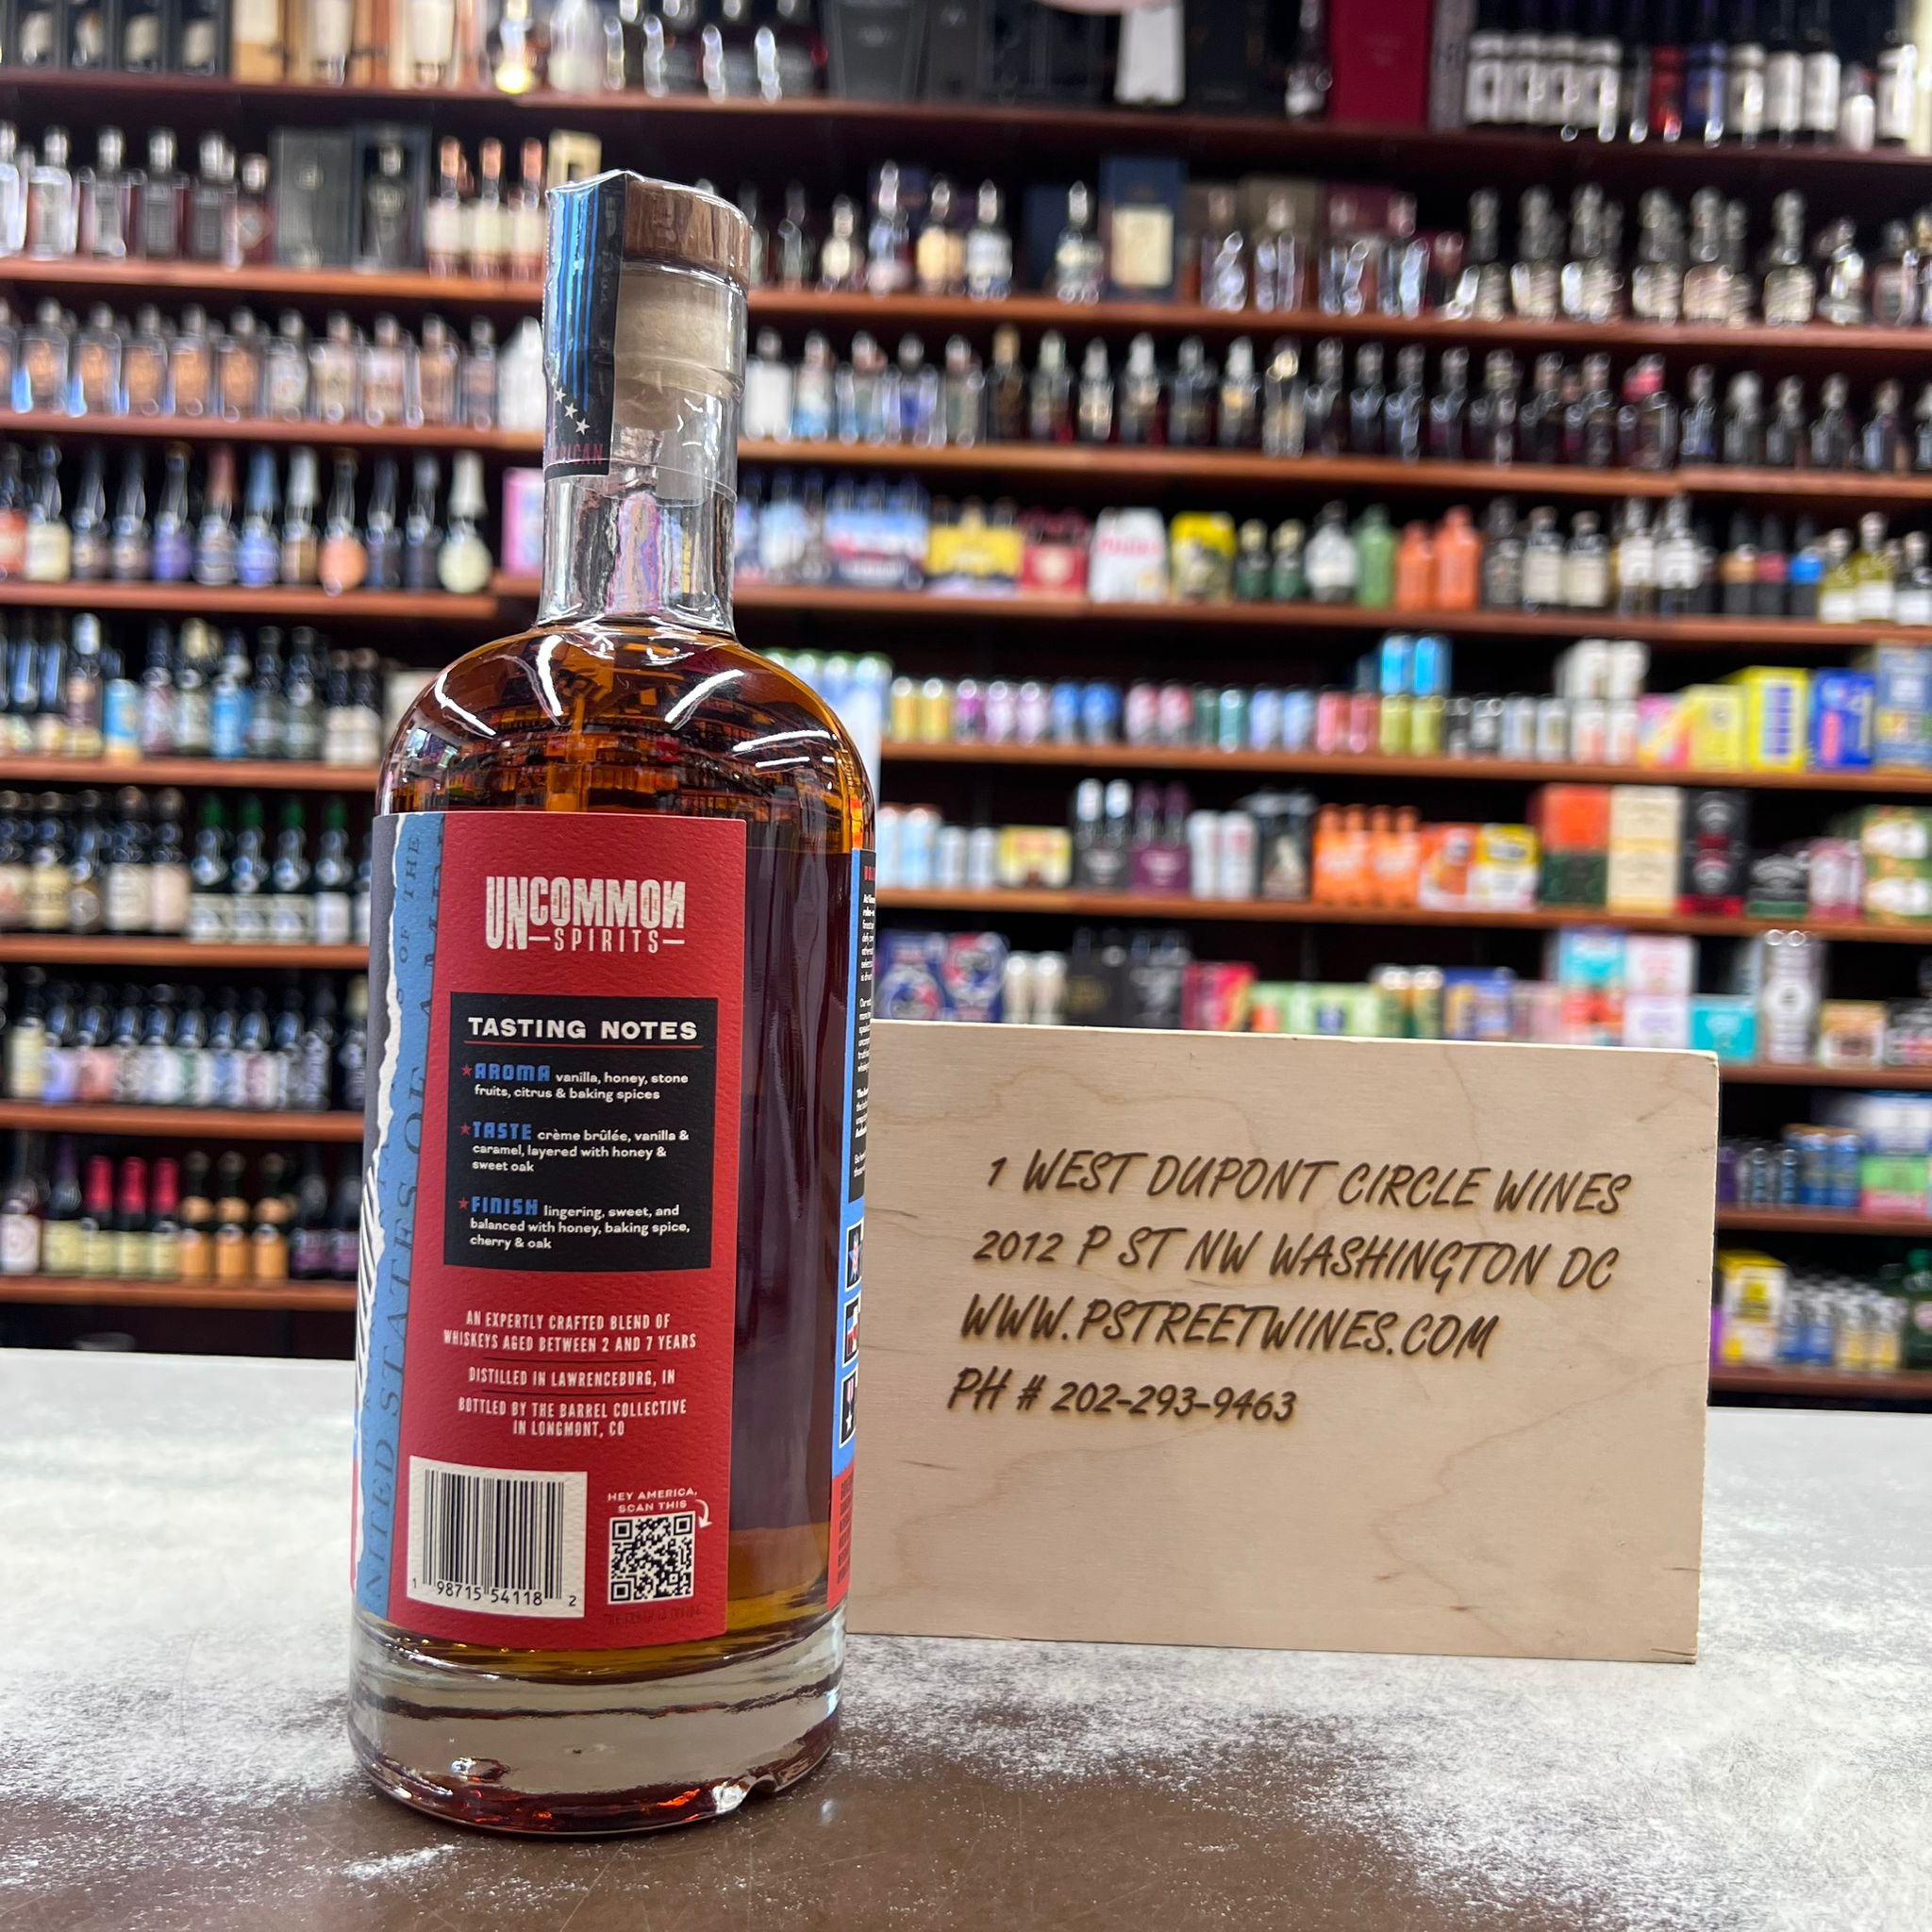 UNCOMMON
SPIRITS
TASTING NOTES
AROMA vanilla, honey, stone
fruits, citrus & baking spices
TASTE crème brûlée, vanilla &
caramel, layered with honey &
sweet oak
FINISH lingering, sweet, and
balanced with honey, baking spice,
cherry & oak
AN EXPERTLY CRAFTED BLEND OF
WHISKEYS AGED BETWEEN 2 AND 7 YEARS
DISTILLED IN LAWRENCEBURG, IN
BOTTLED BY THE BARREL COLLECTIVE
IN LONGMONT, CO
HEY AMERICA,
SCAN THIS
1 98715 54118 2
OF THE
STATES OF
1 WEST DUPONT CIRCLE WINES
2012 P ST NW WASHINGTON DC
WWW.PSTREETWINES.COM
PH # 202-293-9463